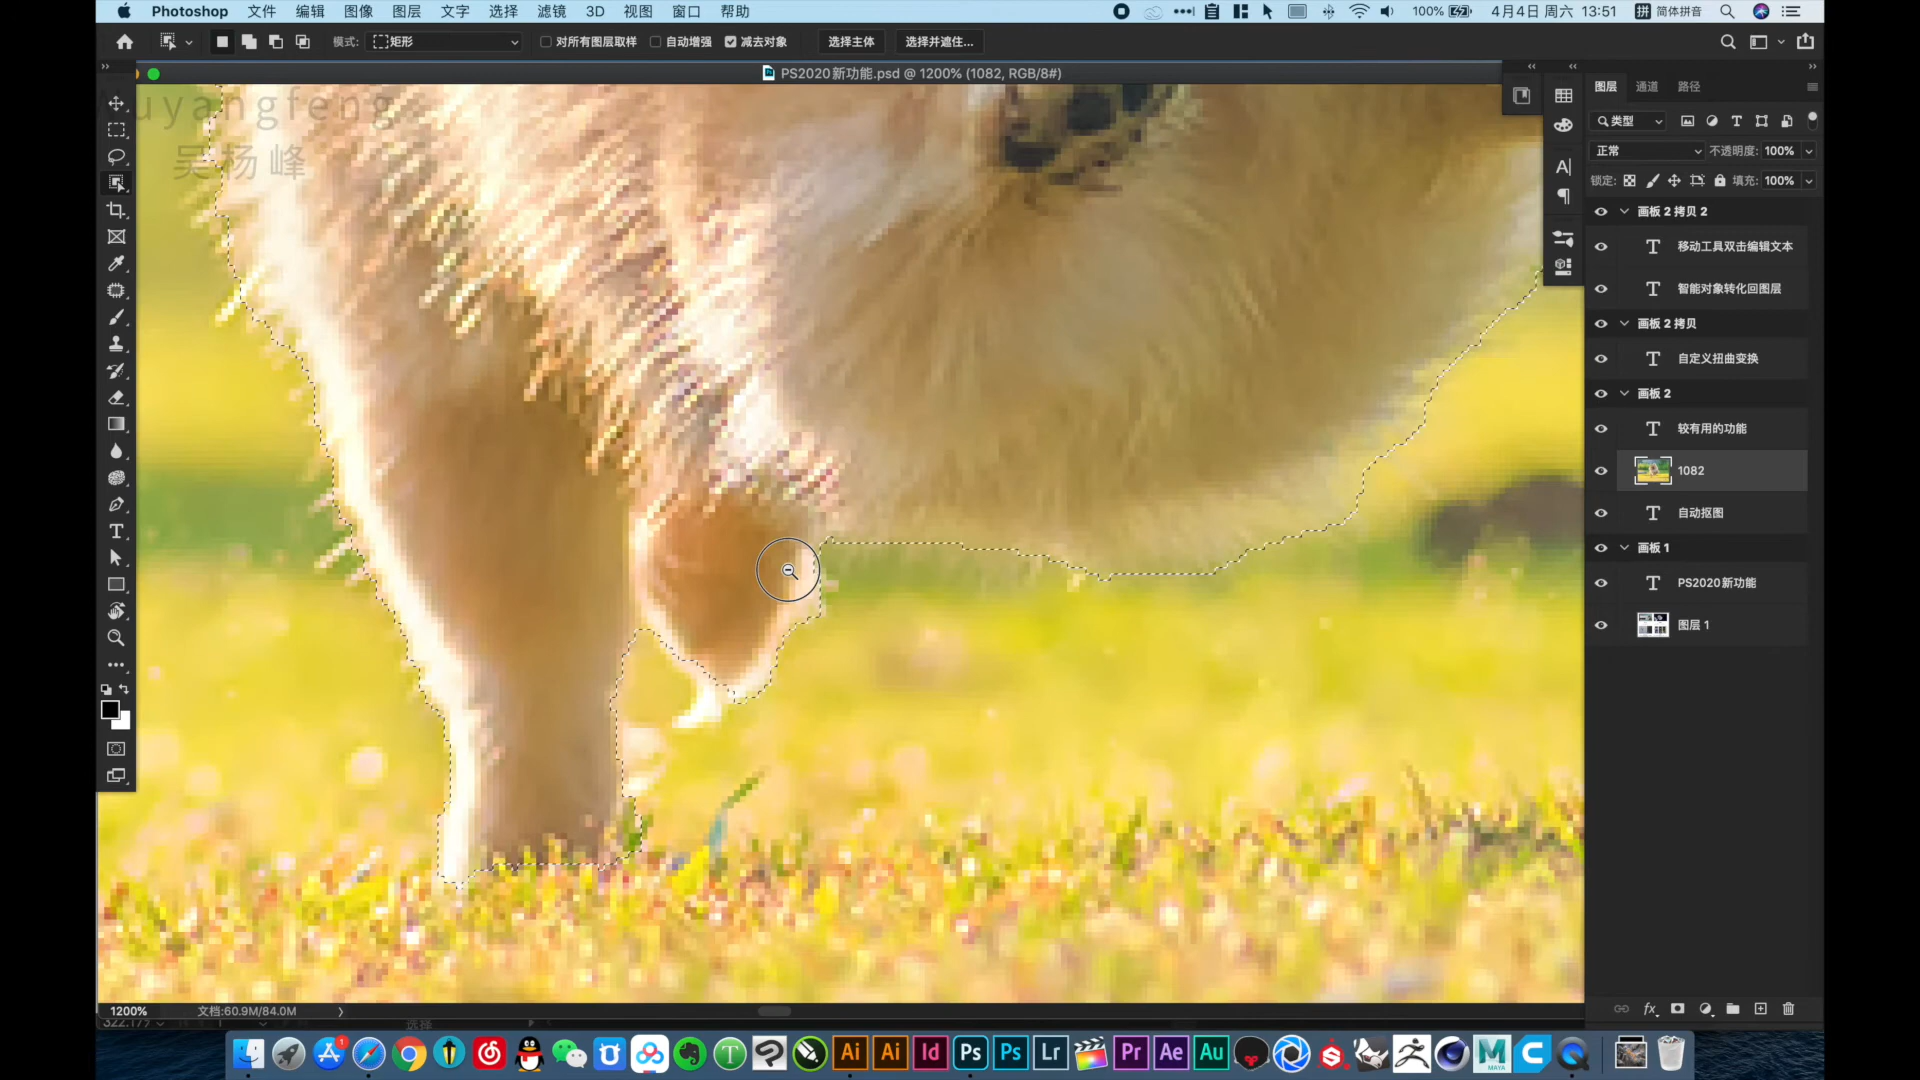 Photoshop 文件 编辑 图像 图层 文字 选择 滤镜 3D 视图 窗口 帮助 100% 4月4日 周六 13:51 拼 简体拼音
模式: 矩形 对所有图层取样 自动增强 减去对象 选择主体 选择并遮住...
PS2020新功能.psd @ 1200% (1082, RGB/8#)
uyangfeng
吴杨峰
图层 通道 路径
类型
正常 不透明度: 100%
锁定: 填充: 100%
画板 2 拷贝 2
移动工具双击编辑文本
智能对象转化回图层
画板 2 拷贝
自定义扭曲变换
画板 2
较有用的功能
1082
自动抠图
画板 1
PS2020新功能
图层 1
1200% 文档:60.9M/84.0M
选择
1 Ai Ai Id Ps Ps Lr Pr Ae Au MAYA